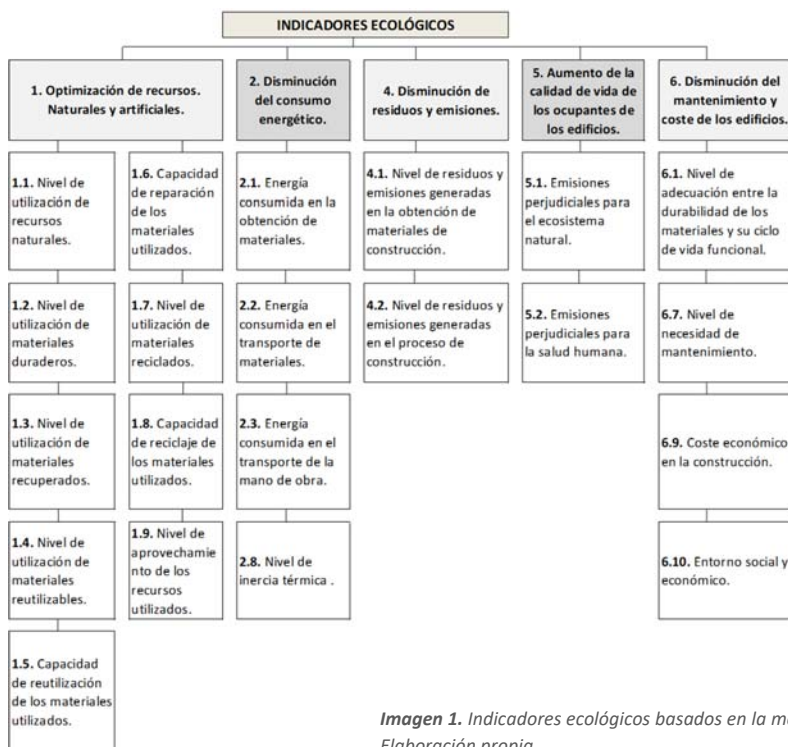 INDICADORES ECOLÓGICOS
1. Optimización de recursos.
Naturales y artificiales.
1.1. Nivel de
utilización de
recursos
naturales.
1.2. Nivel de
utilización de
materiales
duraderos.
1.3. Nivel de
utilización de
materiales
recuperados.
1.4. Nivel de
utilización de
materiales
reutilizables.
1.5. Capacidad
de reutilización
de los materiales
utilizados.
1.6. Capacidad
de reparación
de los
materiales
utilizados.
1.7. Nivel de
utilización de
materiales
reciclados.
1.8. Capacidad
de reciclaje de
los materiales
utilizados.
1.9. Nivel de
aprovechamie
nto de los
recursos
utilizados.
2. Disminución
del consumo
energético.
2.1. Energía
consumida en la
obtención de
materiales.
2.2. Energía
consumida en el
transporte de
materiales.
2.3. Energía
consumida en el
transporte de la
mano de obra.
2.8. Nivel de
inercia térmica .
4. Disminución de
residuos y emisiones.
4.1. Nivel de residuos y
emisiones generadas
en la obtención de
materiales de
construcción.
4.2. Nivel de residuos y
emisiones generadas
en el proceso de
construcción.
5. Aumento de la
calidad de vida de
los ocupantes de
los edificios.
5.1. Emisiones
perjudiciales para
el ecosistema
natural.
5.2. Emisiones
perjudiciales para
la salud humana.
6. Disminución del
mantenimiento y
coste de los edificios.
6.1. Nivel de
adecuación entre la
durabilidad de los
materiales y su ciclo
de vida funcional.
6.7. Nivel de
necesidad de
mantenimiento.
6.9. Coste económico
en la construcción.
6.10. Entorno social y
económico.
Imagen 1. Indicadores ecológicos basados en la
Elaboración propia